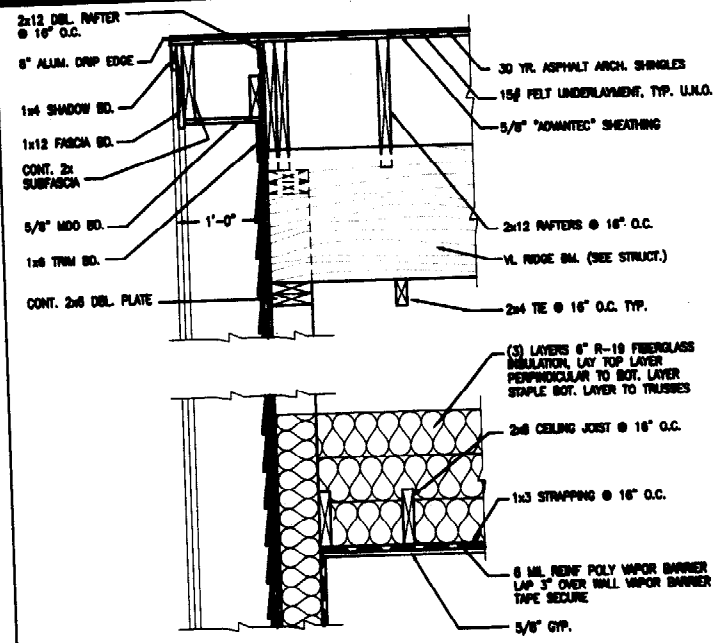 2x12 DBL. RAFTER
@ 16" O.C.
8" ALUM. DRIP EDGE
1x4 SHADOW BD.
1x12 FASCIA BD.
CONT. 2x
SUBFASCIA
5/8" MDO BD.
1x6 TRIM BD.
CONT. 2x6 DBL. PLATE
1'-0"
30 YR. ASPHALT ARCH. SHINGLES
15# FELT UNDERLAYMENT, TYP. U.N.O.
5/8" "ADVANTEC" SHEATHING
2x12 RAFTERS @ 16" O.C.
VL RIDGE BM. (SEE STRUCT.)
2x4 TIE @ 16" O.C. TYP.
(3) LAYERS 6" R-19 FIBERGLASS
INSULATION, LAY TOP LAYER
PERPINDICULAR TO BOT. LAYER
STAPLE BOT. LAYER TO TRUSSES
2x8 CEILING JOIST @ 16" O.C.
1x3 STRAPPING @ 16" O.C.
6 MIL REINF POLY VAPOR BARRIER
LAP 3" OVER WALL VAPOR BARRIER
TAPE SECURE
5/8" GYP.